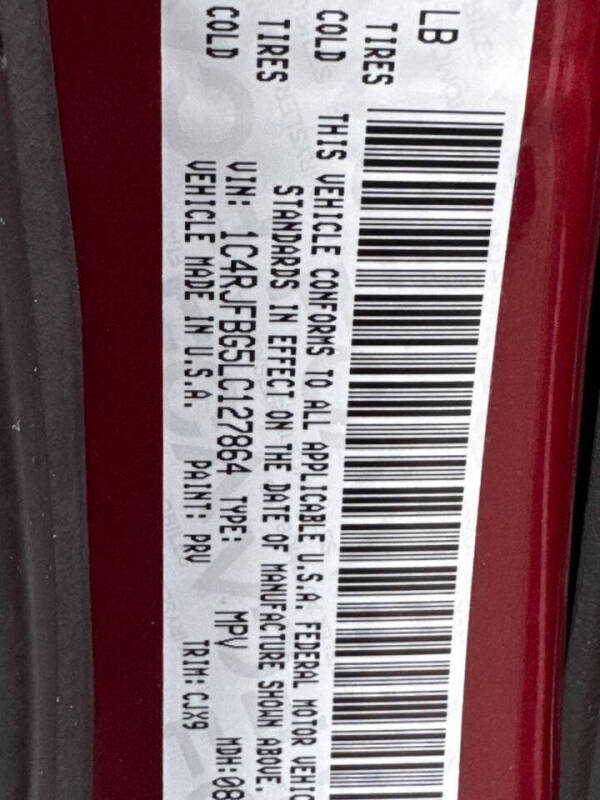 LB
TIRES
COLD
TIRES
COLD
THIS VEHICLE CONFORMS TO ALL APPLICABLE U.S.A. FEDERAL MOTOR VEHIC
STANDARDS IN EFFECT ON THE DATE OF MANUFACTURE SHOWN ABOVE.
VIN: 1C4RJFBG5LC127864 TYPE: MPV MDH:08
VEHICLE MADE IN U.S.A. PAINT: PRV TRIM: CJX9